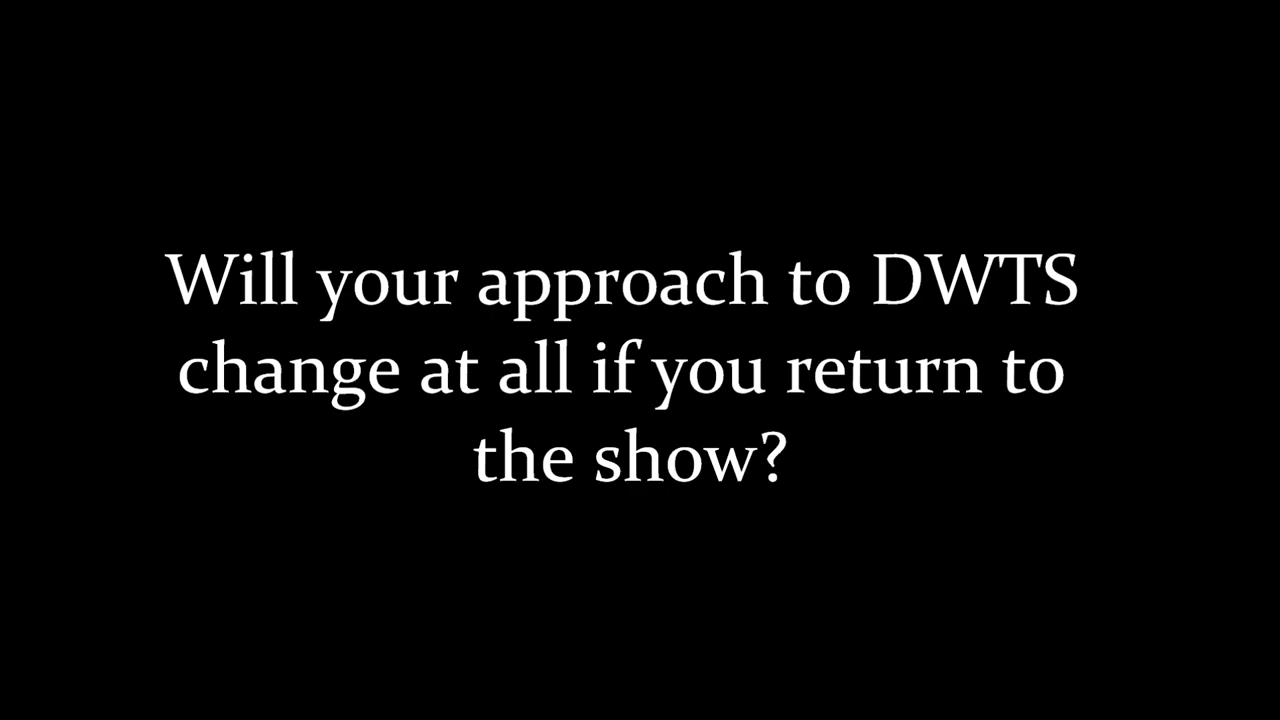 Will your approach to DWTS
change at all if you return to
the show?